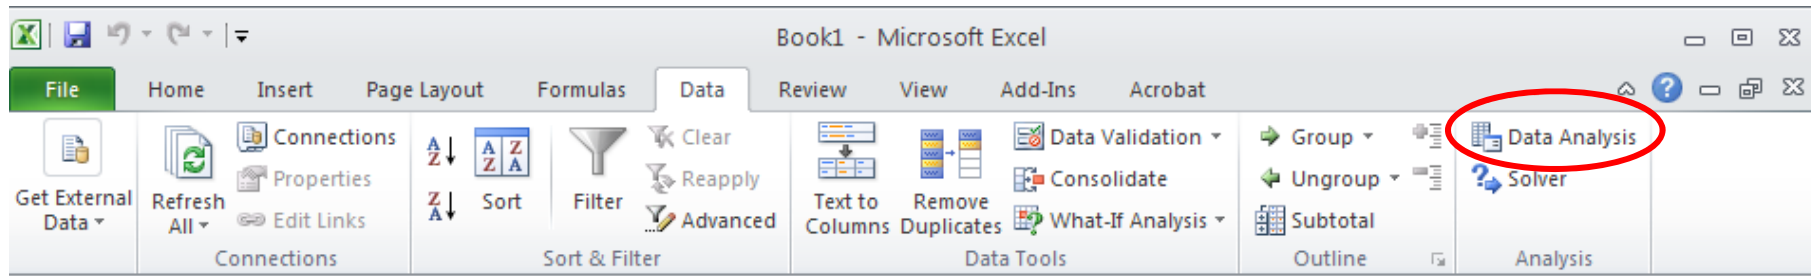 Book1 - Microsoft Excel
File Home Insert Page Layout Formulas Data Review View Add-Ins Acrobat
Get External Data
Refresh All
Connections
Properties
Edit Links
Connections
Sort
Filter
Clear
Reapply
Advanced
Sort & Filter
Text to Columns
Remove Duplicates
Data Validation
Consolidate
What-If Analysis
Data Tools
Group
Ungroup
Subtotal
Outline
Data Analysis
Solver
Analysis